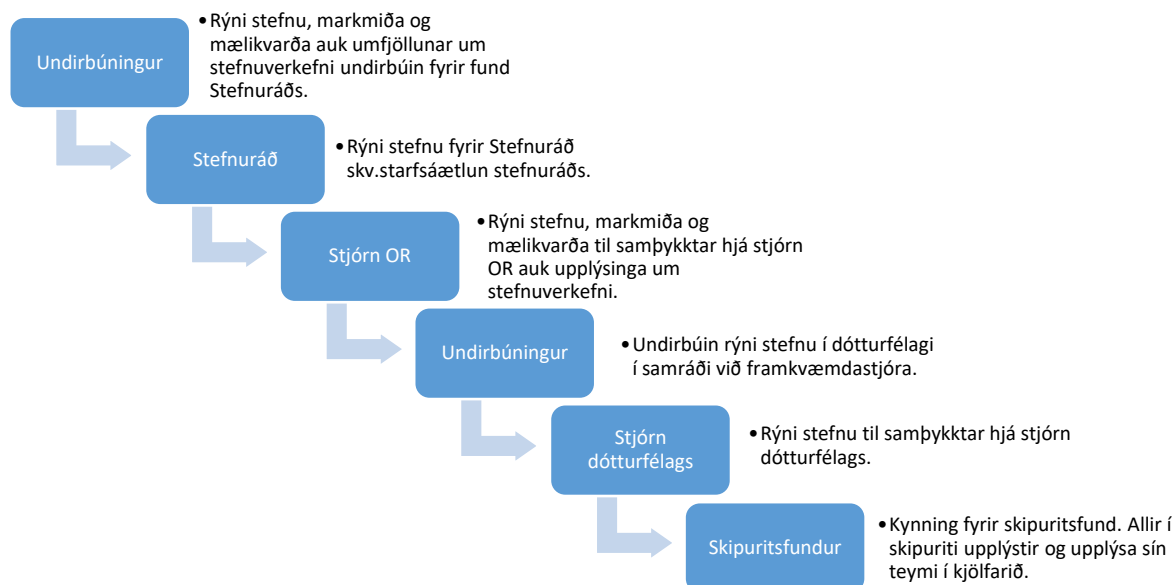 Undirbúningur
•Rýni stefnu, markmiða og
mælikvarða auk umfjöllunar um
stefnuverkefni undirbúin fyrir fund
Stefnuráðs.
Stefnuráð
•Rýni stefnu fyrir Stefnuráð
skv.starfsáætlun stefnuráðs.
Stjórn OR
•Rýni stefnu, markmiða og
mælikvarða til samþykktar hjá stjórn
OR auk upplýsinga um
stefnuverkefni.
Undirbúningur
•Undirbúin rýni stefnu í dótturfélagi
í samráði við framkvæmdastjóra.
Stjórn
dótturfélags
•Rýni stefnu til samþykktar hjá stjórn
dótturfélags.
Skipuritsfundur
•Kynning fyrir skipuritsfund. Allir í
skipuriti upplýstir og upplýsa sín
teymi í kjölfarið.